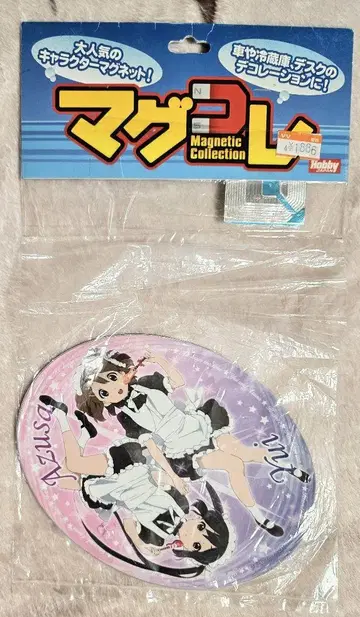 大人気の
キャラクターマグネット!
車や冷蔵庫、デスクの
デコレーションに!
マグコレ
N
S
Magnetic
Collection
Hobby
JAPAN
Yui
Azusa